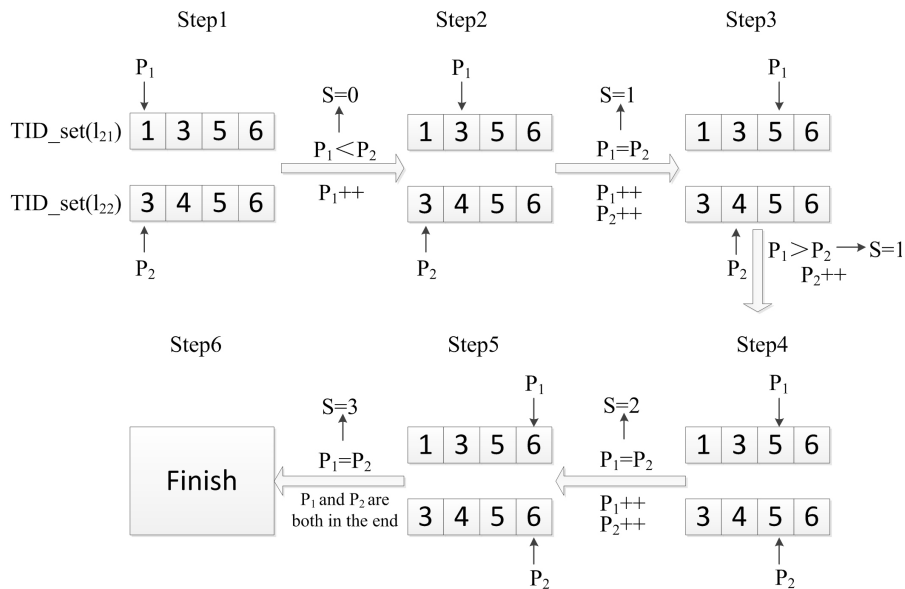 Step1
Step2
Step3
P1
P1
P1
S=0
S=1
TID_set(l21)
1 3 5 6
1 3 5 6
1 3 5 6
P1<P2
P1=P2
P1++
P1++
P2++
TID_set(l22)
3 4 5 6
3 4 5 6
3 4 5 6
P2
P2
P2
P1>P2
S=1
P2++
Step6
Step5
Step4
P1
P1
S=3
S=2
1 3 5 6
1 3 5 6
Finish
P1=P2
P1=P2
P1 and P2 are
both in the end
P1++
P2++
3 4 5 6
3 4 5 6
P2
P2